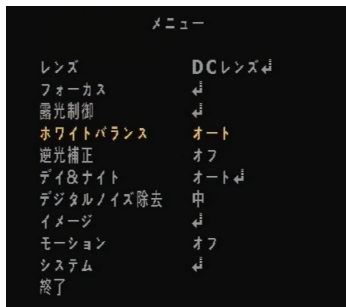 メニュー
レンズ DCレンズ↲
フォーカス ↲
露光制御 ↲
ホワイトバランス オート
逆光補正 オフ
デイ&ナイト オート↲
デジタルノイズ除去 中
イメージ ↲
モーション オフ
システム ↲
終了